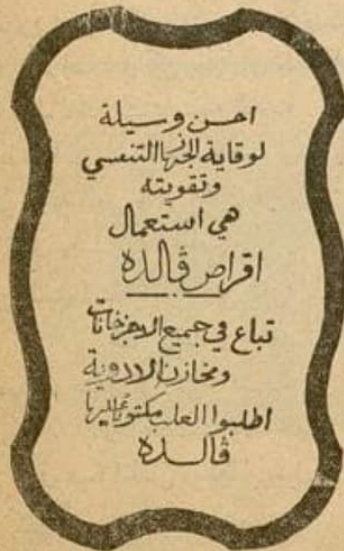 احسن وسيلة
لوقاية الجهاز التنفسي
وتقويته
هي استعمال
اقراص ڤالده
تباع في جميع الاجزخانات
ومخازن الادوية
اطلبوا العلب مكتوبا عليها
ڤالده